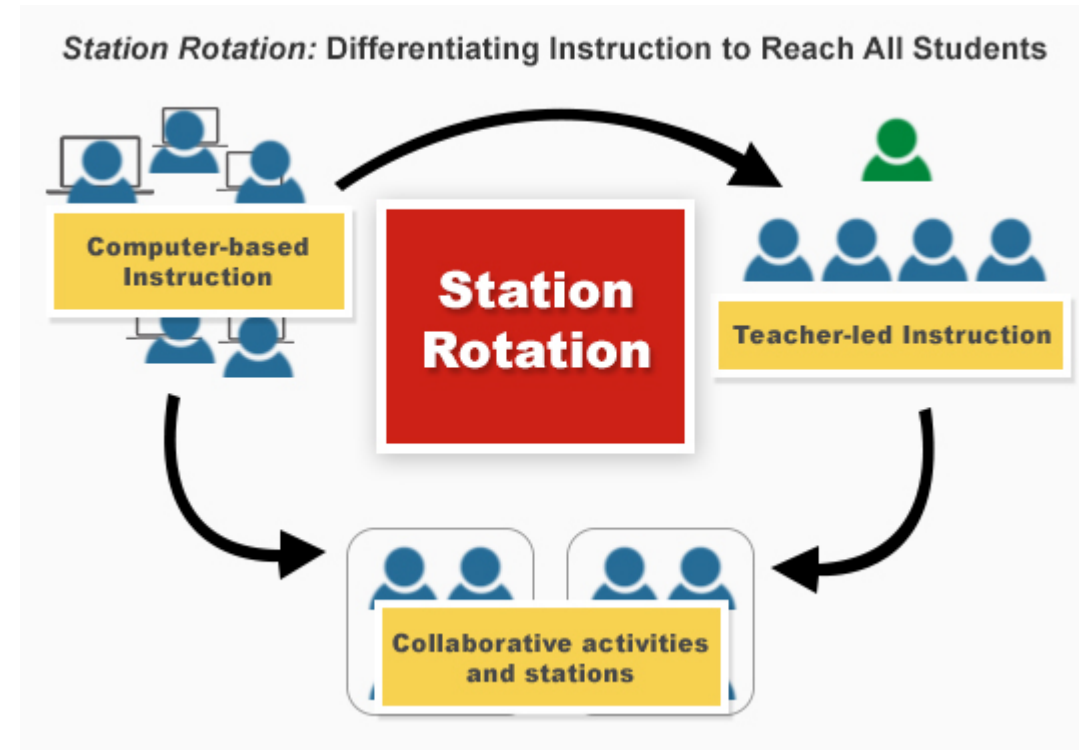 Station Rotation: Differentiating Instruction to Reach All Students
Computer-based
Instruction
Station
Rotation
Teacher-led Instruction
Collaborative activities
and stations